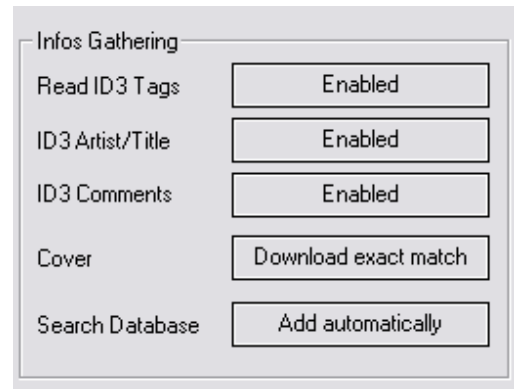 Infos Gathering
Read ID3 Tags Enabled
ID3 Artist/Title Enabled
ID3 Comments Enabled
Cover Download exact match
Search Database Add automatically